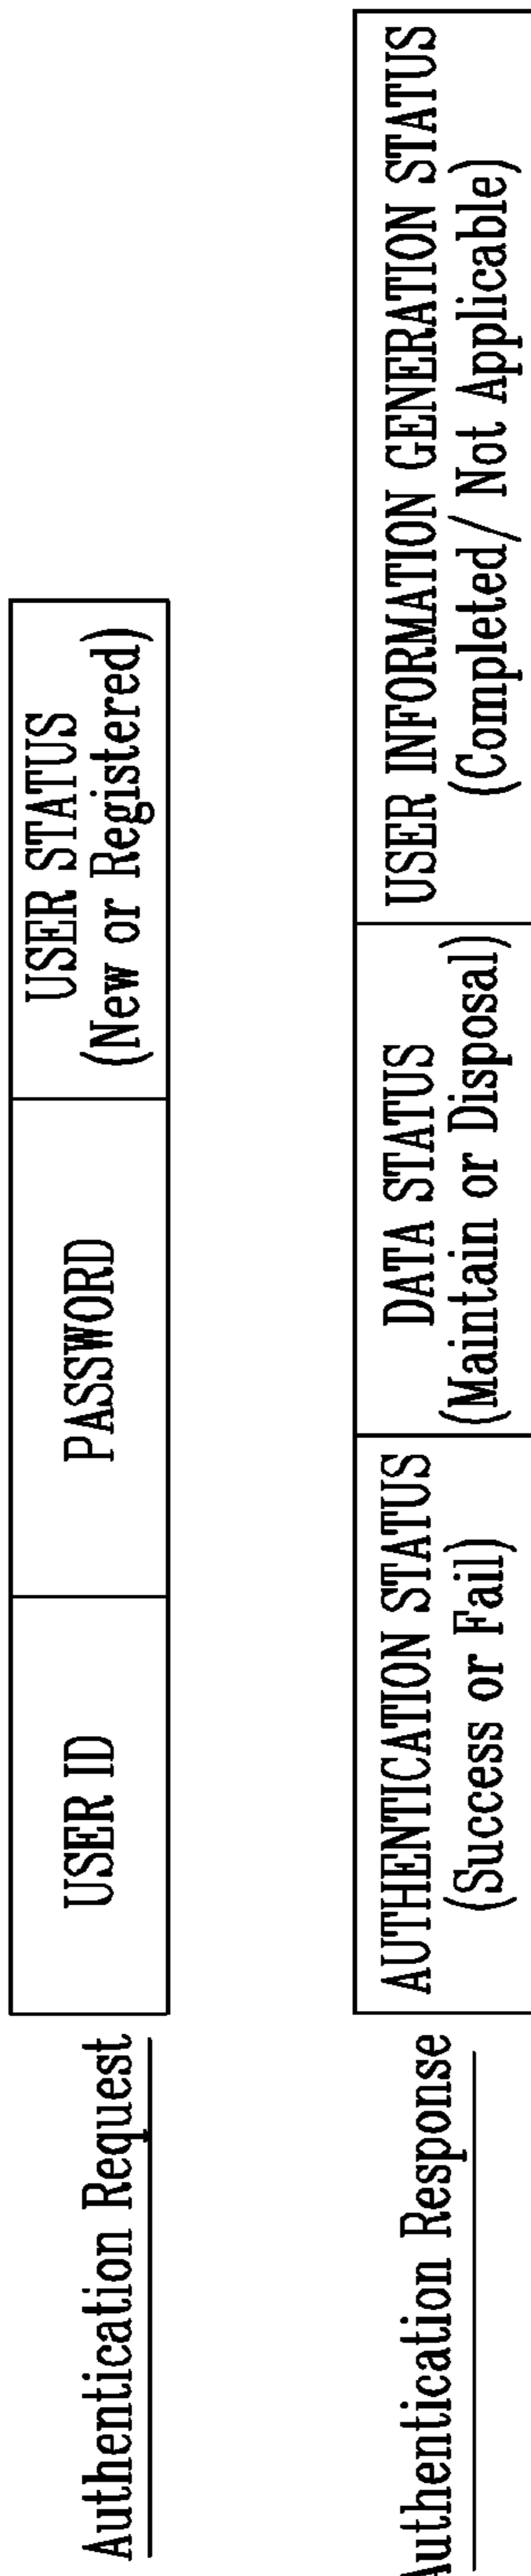 Authentication Request
USER ID
PASSWORD
USER STATUS
(New or Registered)
Authentication Response
AUTHENTICATION STATUS
(Success or Fail)
DATA STATUS
(Maintain or Disposal)
USER INFORMATION GENERATION STATUS
(Completed/ Not Applicable)